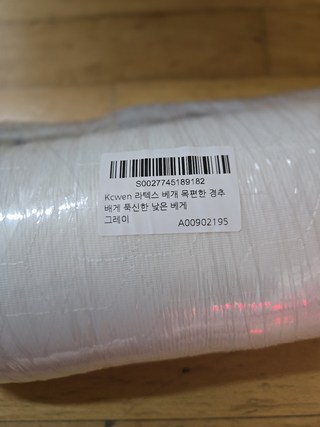 S0027745189182
Kcwen 라텍스 베개 목편한 경추
배게 푹신한 낮은 베게
그레이 A00902195